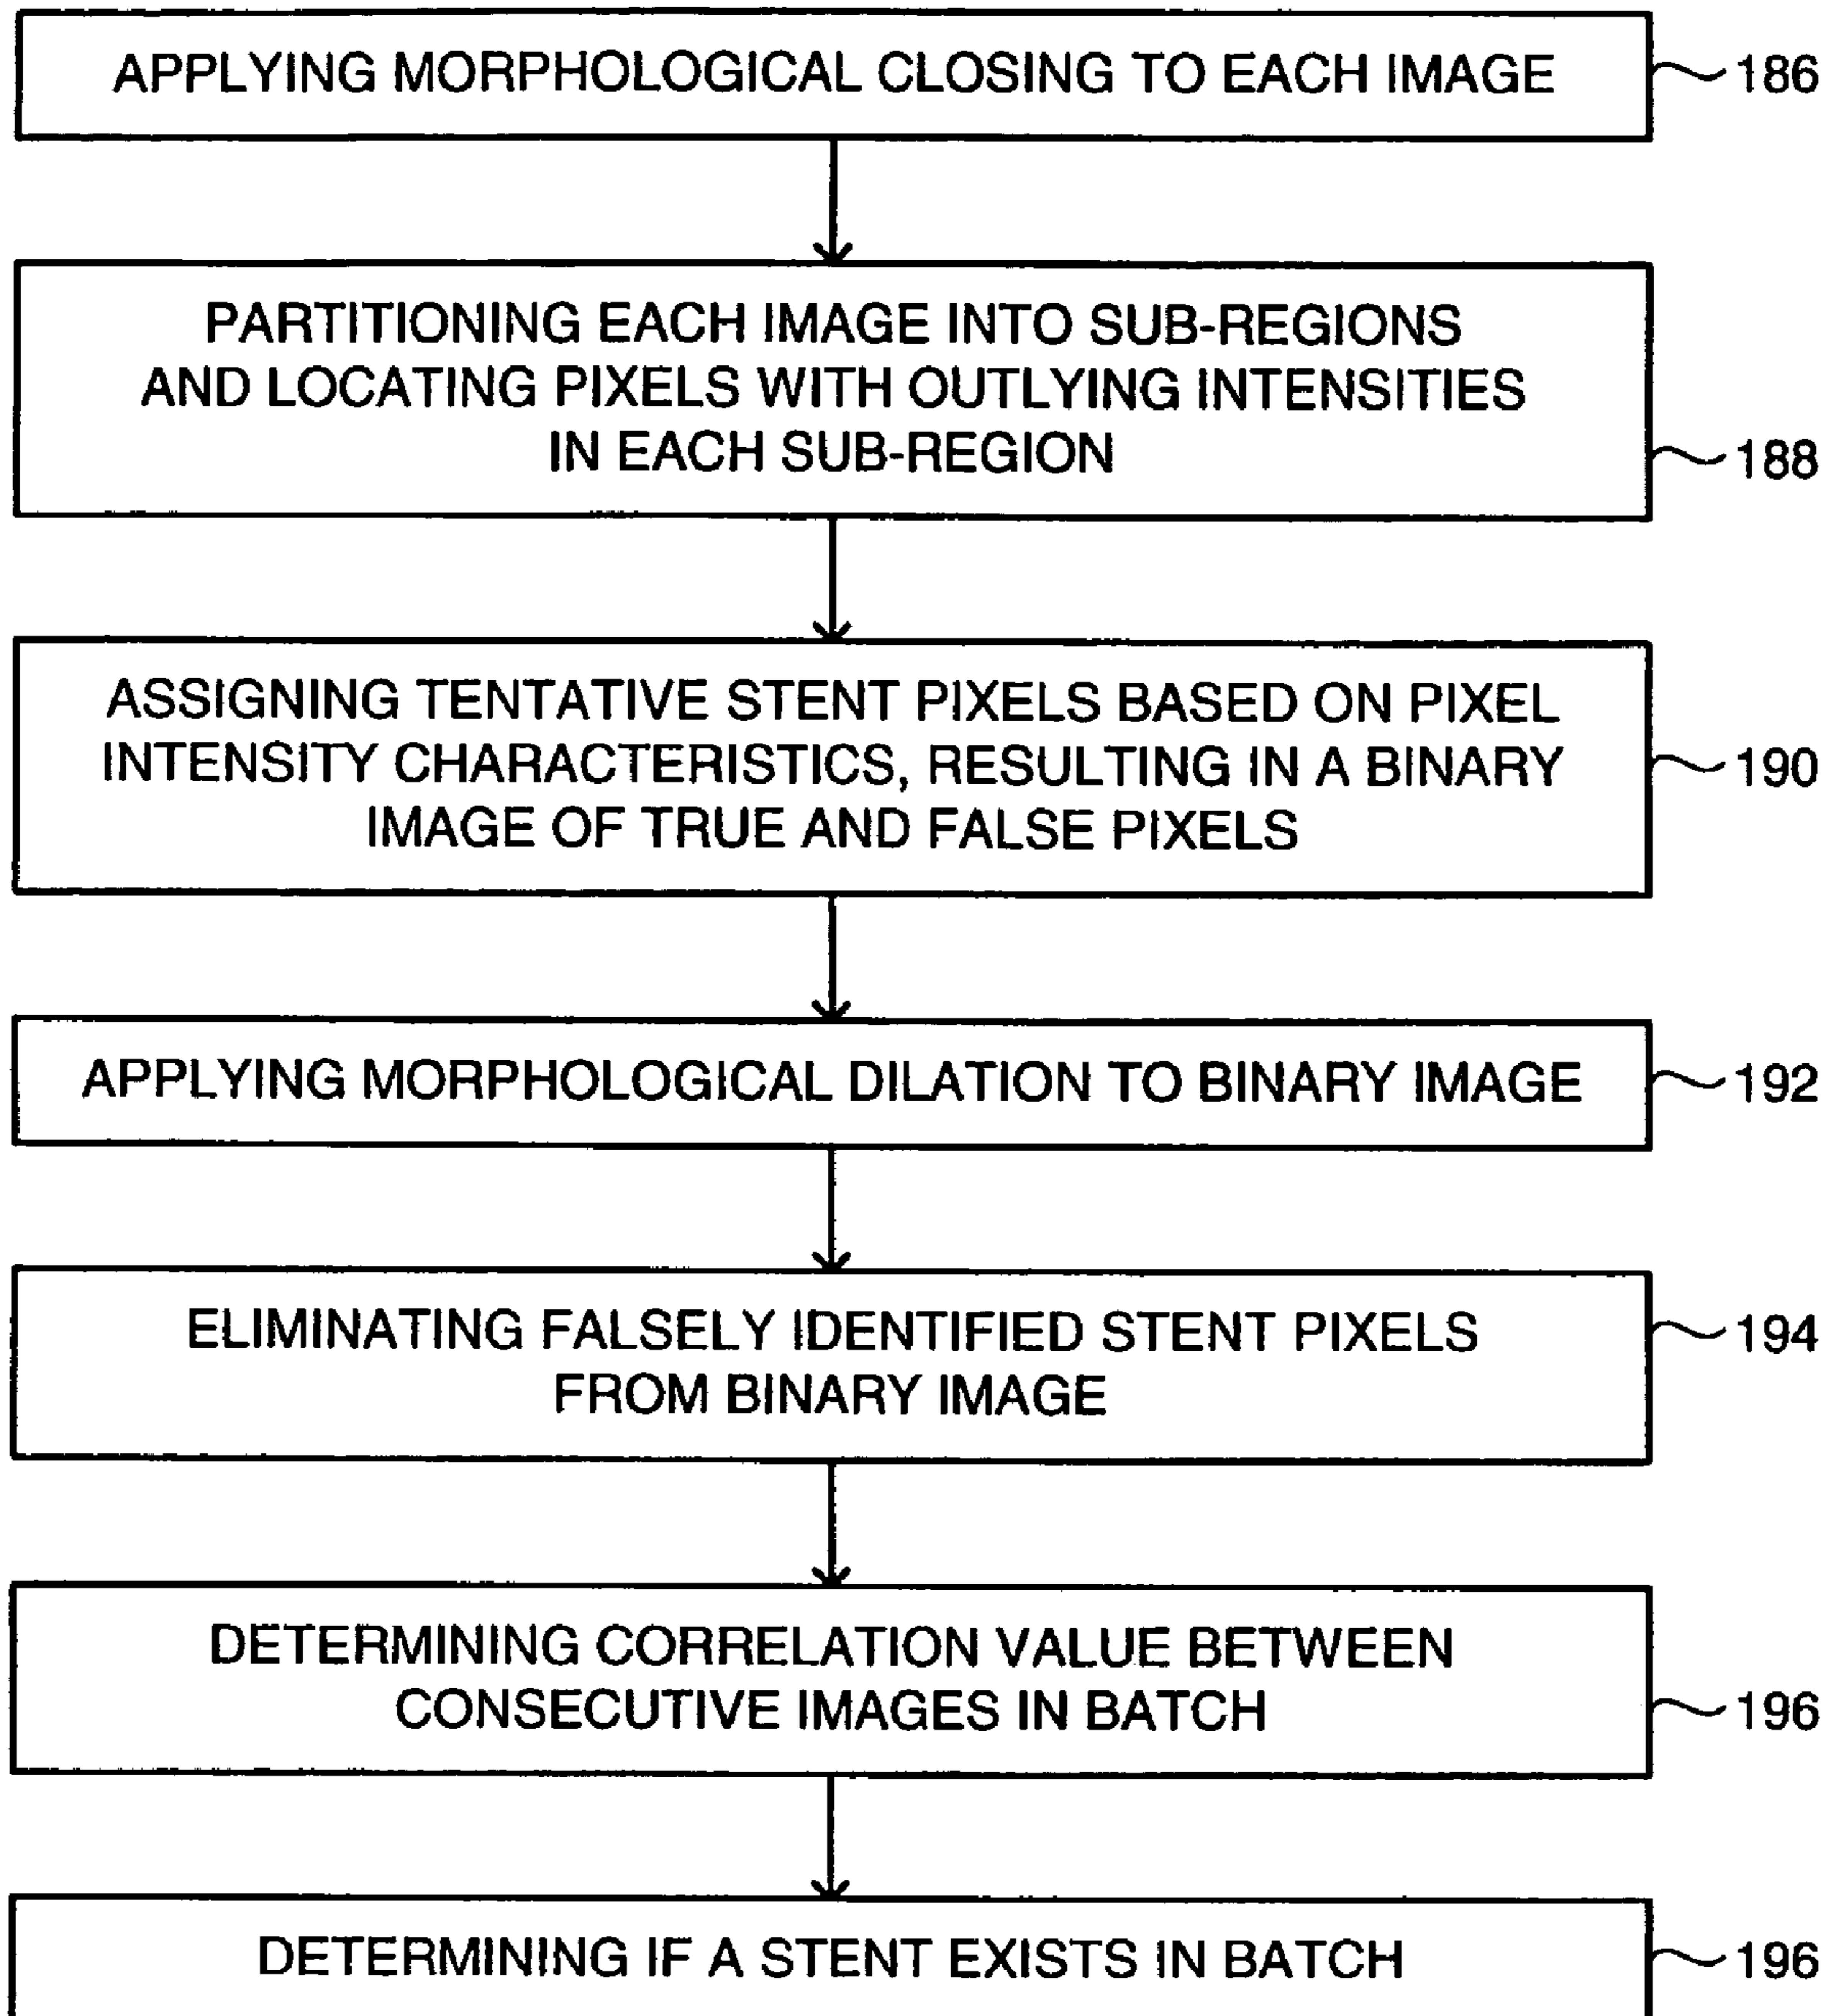 APPLYING MORPHOLOGICAL CLOSING TO EACH IMAGE
186
PARTITIONING EACH IMAGE INTO SUB-REGIONS
AND LOCATING PIXELS WITH OUTLYING INTENSITIES
IN EACH SUB-REGION
188
ASSIGNING TENTATIVE STENT PIXELS BASED ON PIXEL
INTENSITY CHARACTERISTICS, RESULTING IN A BINARY
IMAGE OF TRUE AND FALSE PIXELS
190
APPLYING MORPHOLOGICAL DILATION TO BINARY IMAGE
192
ELIMINATING FALSELY IDENTIFIED STENT PIXELS
FROM BINARY IMAGE
194
DETERMINING CORRELATION VALUE BETWEEN
CONSECUTIVE IMAGES IN BATCH
196
DETERMINING IF A STENT EXISTS IN BATCH
196